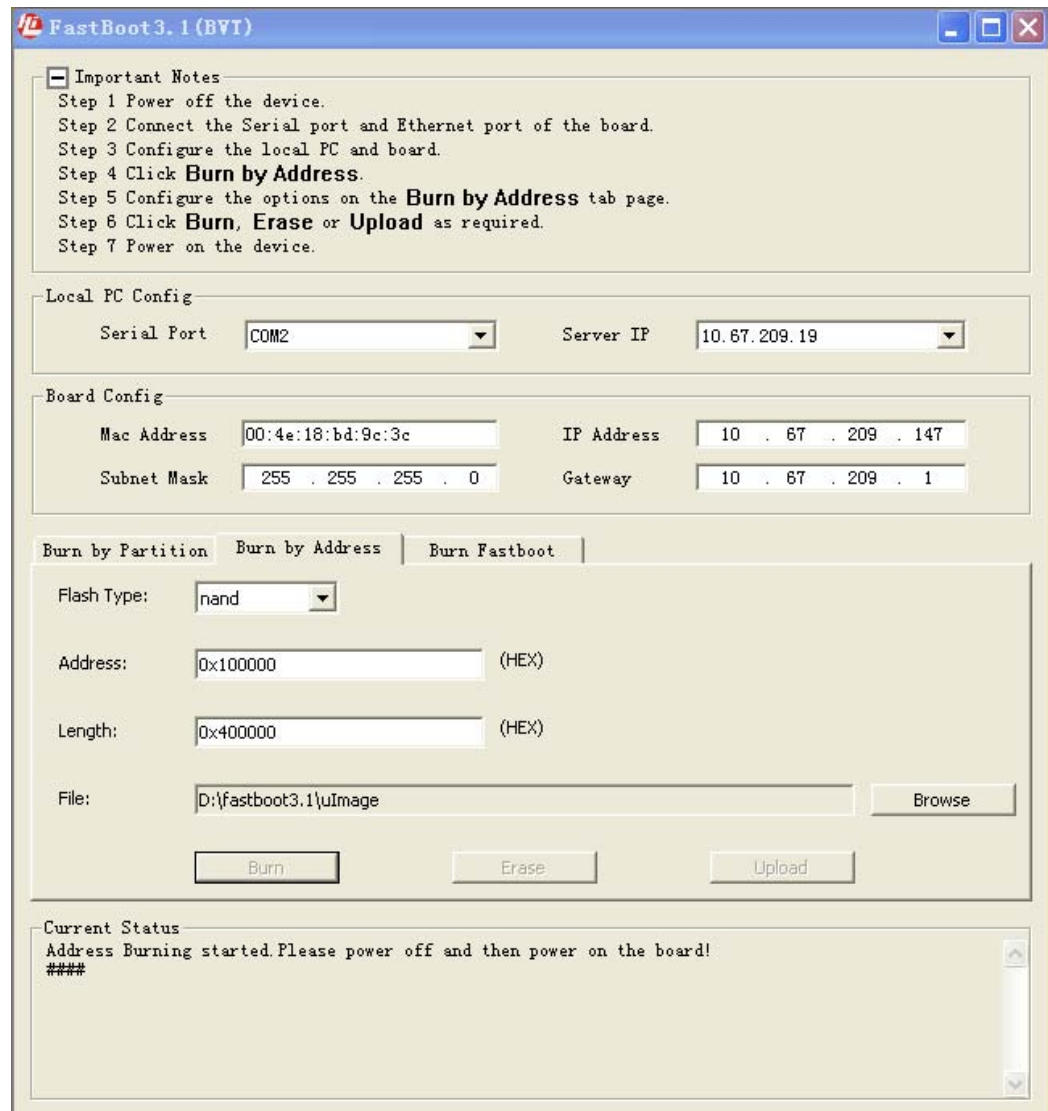 FastBoot3.1(BVT)
Important Notes
Step 1 Power off the device.
Step 2 Connect the Serial port and Ethernet port of the board.
Step 3 Configure the local PC and board.
Step 4 Click Burn by Address.
Step 5 Configure the options on the Burn by Address tab page.
Step 6 Click Burn, Erase or Upload as required.
Step 7 Power on the device.
Local PC Config
Serial Port COM2 Server IP 10.67.209.19
Board Config
Mac Address 00:4e:18:bd:9c:3c IP Address 10 . 67 . 209 . 147
Subnet Mask 255 . 255 . 255 . 0 Gateway 10 . 67 . 209 . 1
Burn by Partition Burn by Address Burn Fastboot
Flash Type: nand
Address: 0x100000 (HEX)
Length: 0x400000 (HEX)
File: D:\fastboot3.1\uImage Browse
Burn Erase Upload
Current Status
Address Burning started.Please power off and then power on the board!
####